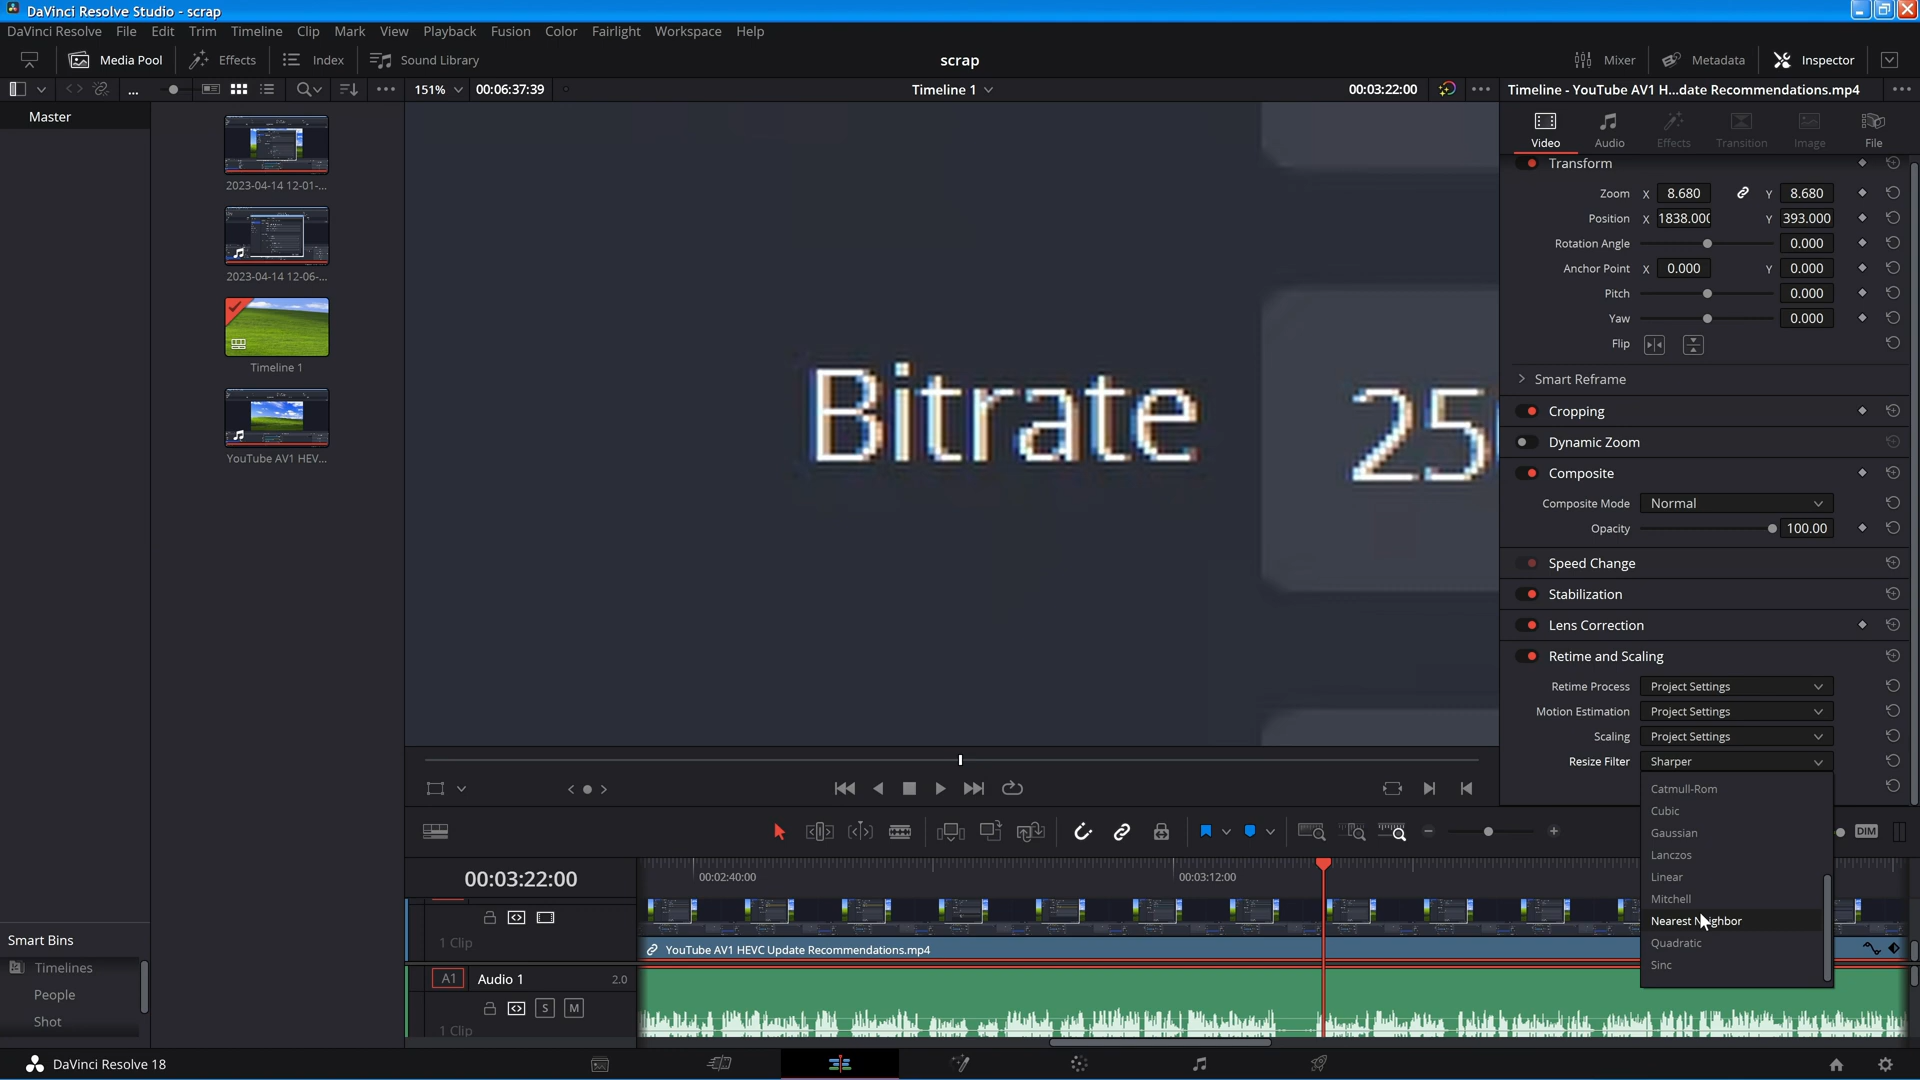 DaVinci Resolve Studio - scrap
DaVinci Resolve File Edit Trim Timeline Clip Mark View Playback Fusion Color Fairlight Workspace Help
Media Pool Effects Index Sound Library scrap Mixer Metadata Inspector
... 151% 00:06:37:39 Timeline 1 00:03:22:00 Timeline - YouTube AV1 H...date Recommendations.mp4
Master
2023-04-14 12-01-...
2023-04-14 12-06-...
Timeline 1
YouTube AV1 HEV...
Bitrate 25
Video Audio Effects Transition Image File
Transform
Zoom X 8.680 Y 8.680
Position X 1838.000 Y 393.000
Rotation Angle 0.000
Anchor Point X 0.000 Y 0.000
Pitch 0.000
Yaw 0.000
Flip
Smart Reframe
Cropping
Dynamic Zoom
Composite
Composite Mode Normal
Opacity 100.00
Speed Change
Stabilization
Lens Correction
Retime and Scaling
Retime Process Project Settings
Motion Estimation Project Settings
Scaling Project Settings
Resize Filter Sharper
Catmull-Rom
Cubic
Gaussian
Lanczos
Linear
Mitchell
Nearest Neighbor
Quadratic
Sinc
DIM
00:03:22:00 00:02:40:00 00:03:12:00
1 Clip
YouTube AV1 HEVC Update Recommendations.mp4
A1 Audio 1 2.0
S M
1 Clip
Smart Bins
Timelines
People
Shot
DaVinci Resolve 18